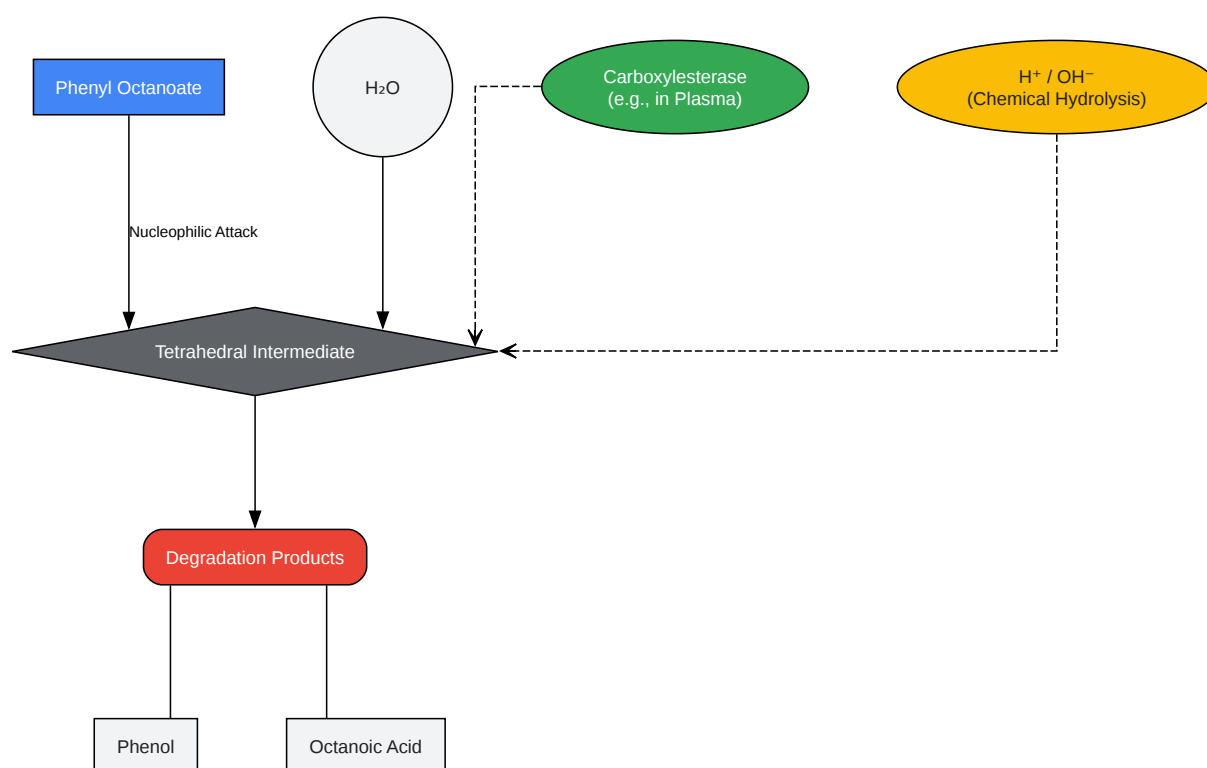 Phenyl Octanoate
H₂O
Carboxylesterase
(e.g., in Plasma)
H⁺ / OH⁻
(Chemical Hydrolysis)
Nucleophilic Attack
Tetrahedral Intermediate
Degradation Products
Phenol
Octanoic Acid